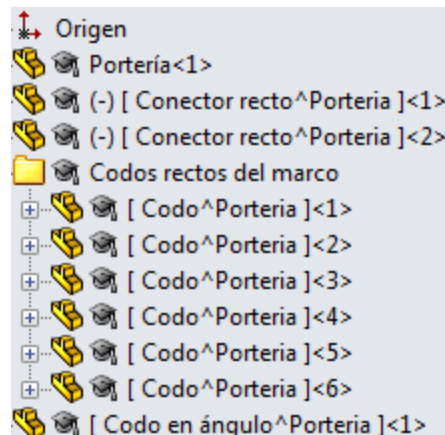 Origen
Portería<1>
(-) [ Conector recto^Porteria ]<1>
(-) [ Conector recto^Porteria ]<2>
Codos rectos del marco
[ Codo^Porteria ]<1>
[ Codo^Porteria ]<2>
[ Codo^Porteria ]<3>
[ Codo^Porteria ]<4>
[ Codo^Porteria ]<5>
[ Codo^Porteria ]<6>
[ Codo en ángulo^Porteria ]<1>